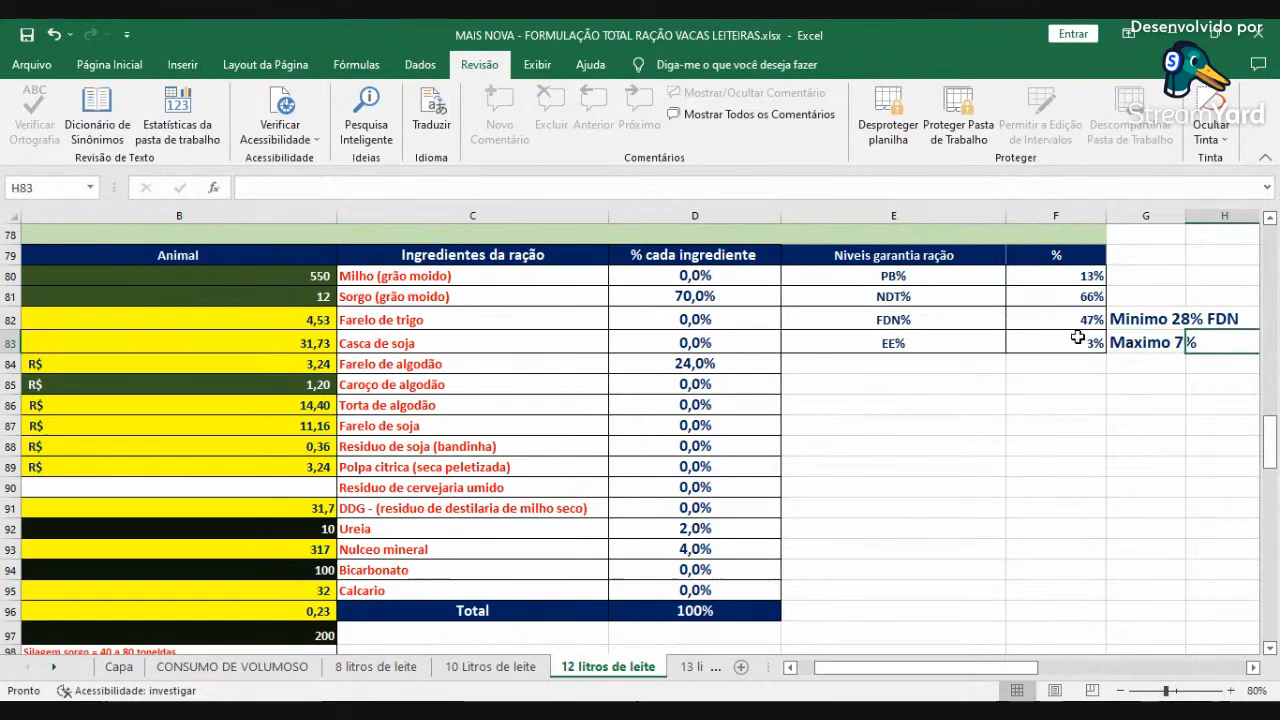 Desenvolvido por
StreamYard
MAIS NOVA - FORMULAÇÃO TOTAL RAÇÃO VACAS LEITEIRAS.xlsx - Excel
Entrar
Arquivo Página Inicial Inserir Layout da Página Fórmulas Dados Revisão Exibir Ajuda Diga-me o que você deseja fazer
Verificar Ortografia
Dicionário de Sinônimos
Estatísticas da pasta de trabalho
Revisão de Texto
Verificar Acessibilidade
Acessibilidade
Pesquisa Inteligente
Ideias
Traduzir
Idioma
Novo Comentário
Excluir Anterior Próximo
Mostrar/Ocultar Comentário
Mostrar Todos os Comentários
Comentários
Desproteger planilha
Proteger Pasta de Trabalho
Permitir a Edição de Intervalos
Descompartilhar Pasta de Trabalho
Proteger
Ocultar Tinta
Tinta
H83
B C D E F G H
78
79 Animal Ingredientes da ração % cada ingrediente Niveis garantia ração %
80 550 Milho (grão moido) 0,0% PB% 13%
81 12 Sorgo (grão moido) 70,0% NDT% 66%
82 4,53 Farelo de trigo 0,0% FDN% 47% Minimo 28% FDN
83 31,73 Casca de soja 0,0% EE% 3% Maximo 7%
84 R$ 3,24 Farelo de algodão 24,0%
85 R$ 1,20 Caroço de algodão 0,0%
86 R$ 14,40 Torta de algodão 0,0%
87 R$ 11,16 Farelo de soja 0,0%
88 R$ 0,36 Residuo de soja (bandinha) 0,0%
89 R$ 3,24 Polpa citrica (seca peletizada) 0,0%
90 Residuo de cervejaria umido 0,0%
91 31,7 DDG - (residuo de destilaria de milho seco) 0,0%
92 10 Ureia 2,0%
93 317 Nulceo mineral 4,0%
94 100 Bicarbonato 0,0%
95 32 Calcario 0,0%
96 0,23 Total 100%
97 200
98 Silagem sorgo = 40 a 80 toneldas
Capa CONSUMO DE VOLUMOSO 8 litros de leite 10 Litros de leite 12 litros de leite 13 li ...
Pronto Acessibilidade: investigar 80%